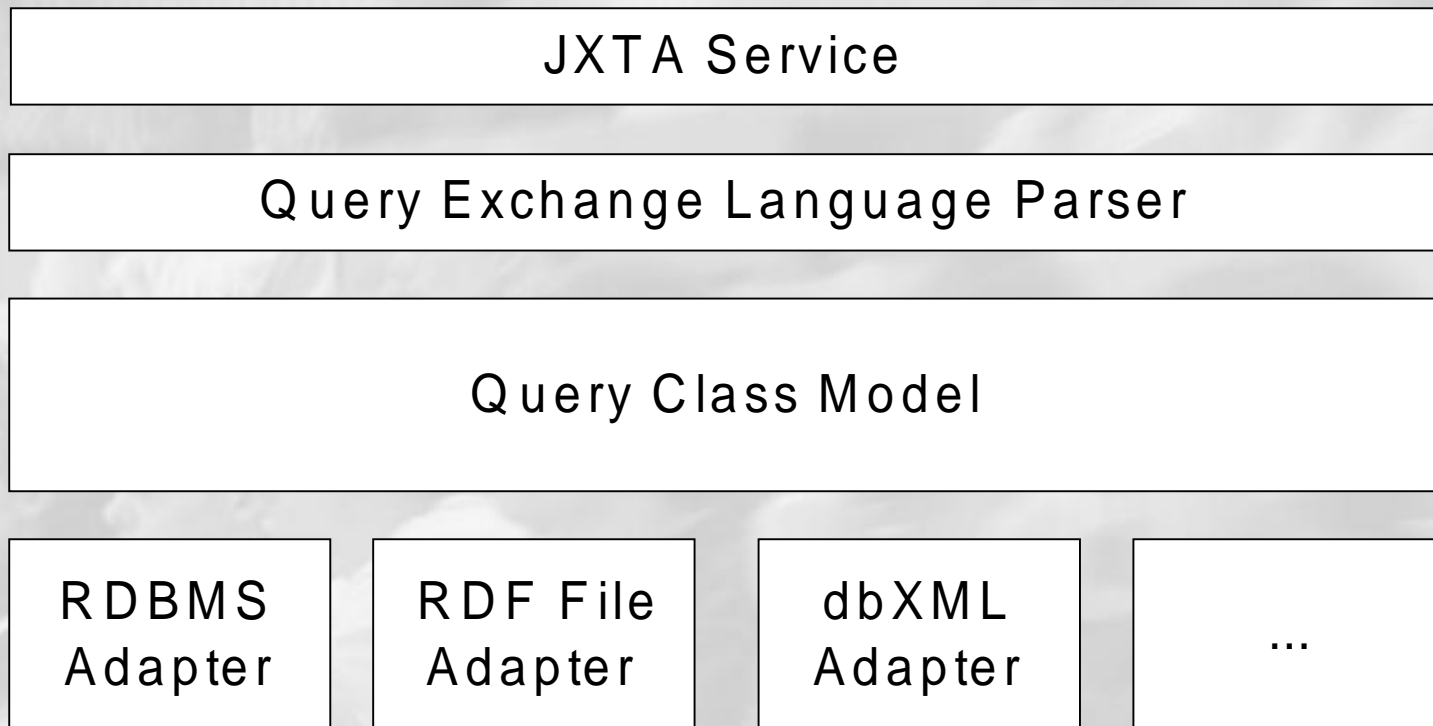 JXTA Service
Query Exchange Language Parser
Query Class Model
RDBMS
Adapter
RDF File
Adapter
dbXML
Adapter
...